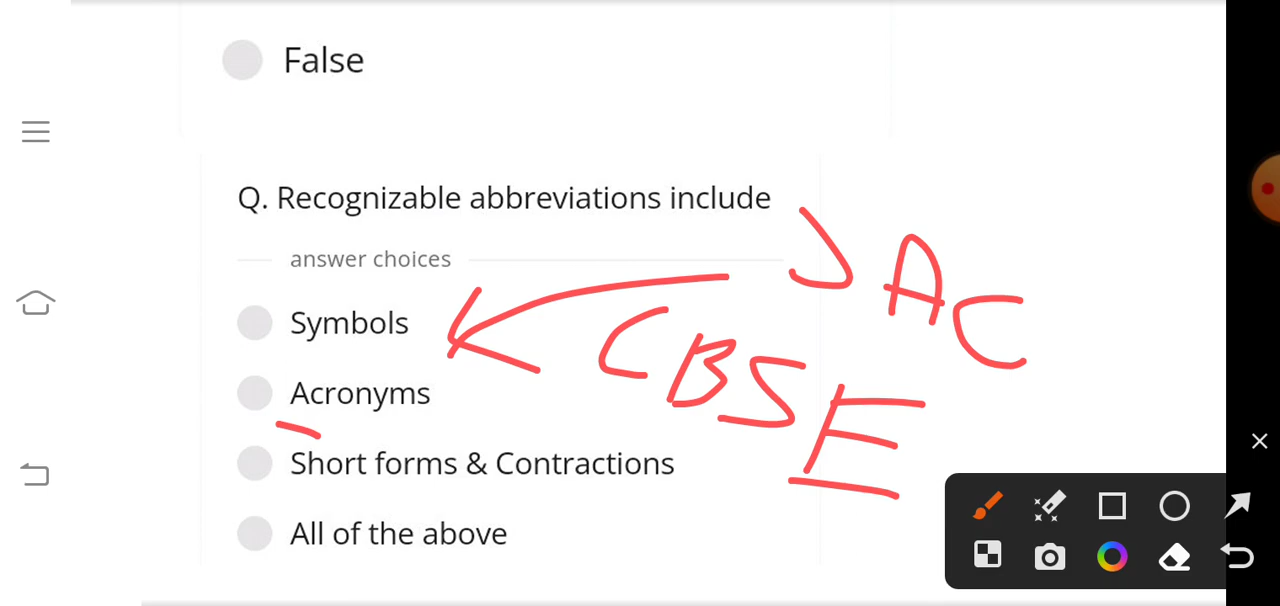 False
Q. Recognizable abbreviations include
answer choices
JAC
Symbols
CBSE
Acronyms
Short forms & Contractions
All of the above